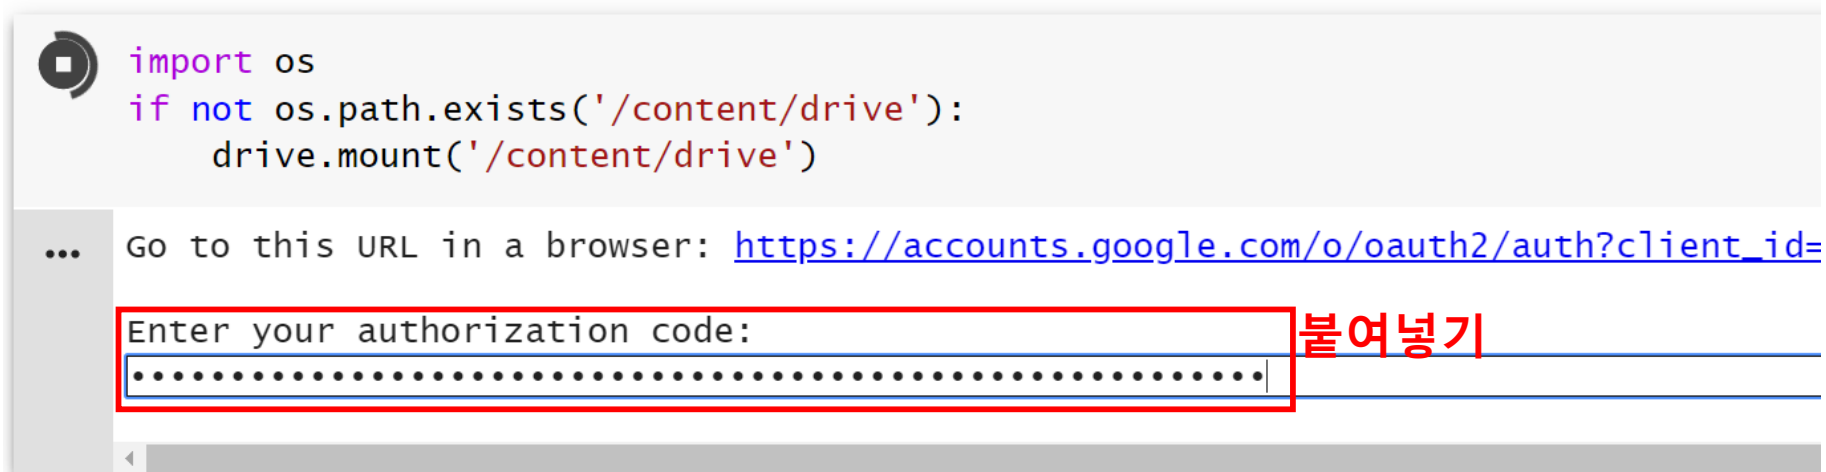 import os
if not os.path.exists('/content/drive'):
    drive.mount('/content/drive')
Go to this URL in a browser: https://accounts.google.com/o/oauth2/auth?client_id=
Enter your authorization code:
붙여넣기
•••••••••••••••••••••••••••••••••••••••••••••••••••••••••